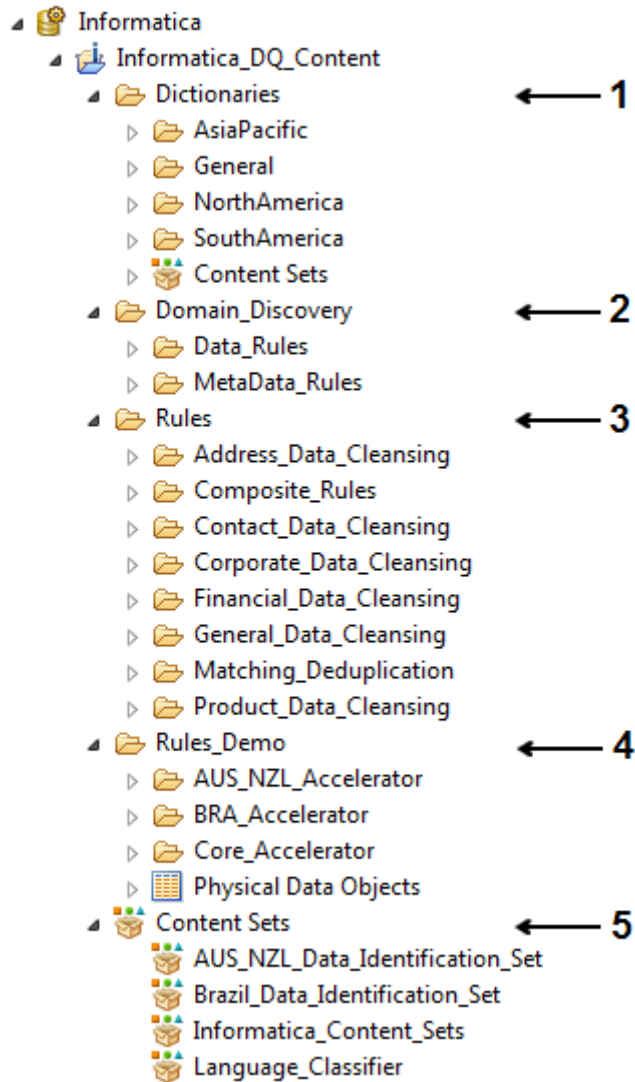 Informatica
Informatica_DQ_Content
Dictionaries 1
AsiaPacific
General
NorthAmerica
SouthAmerica
Content Sets
Domain_Discovery 2
Data_Rules
MetaData_Rules
Rules 3
Address_Data_Cleansing
Composite_Rules
Contact_Data_Cleansing
Corporate_Data_Cleansing
Financial_Data_Cleansing
General_Data_Cleansing
Matching_Deduplication
Product_Data_Cleansing
Rules_Demo 4
AUS_NZL_Accelerator
BRA_Accelerator
Core_Accelerator
Physical Data Objects
Content Sets 5
AUS_NZL_Data_Identification_Set
Brazil_Data_Identification_Set
Informatica_Content_Sets
Language_Classifier